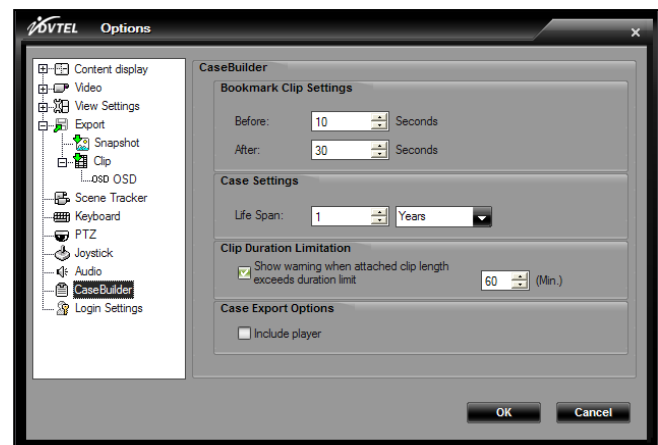 DVTEL Options
Content display
Video
View Settings
Export
Snapshot
Clip
OSD OSD
Scene Tracker
Keyboard
PTZ
Joystick
Audio
CaseBuilder
Login Settings
CaseBuilder
Bookmark Clip Settings
Before: 10 Seconds
After: 30 Seconds
Case Settings
Life Span: 1 Years
Clip Duration Limitation
Show warning when attached clip length
exceeds duration limit 60 (Min.)
Case Export Options
Include player
OK Cancel